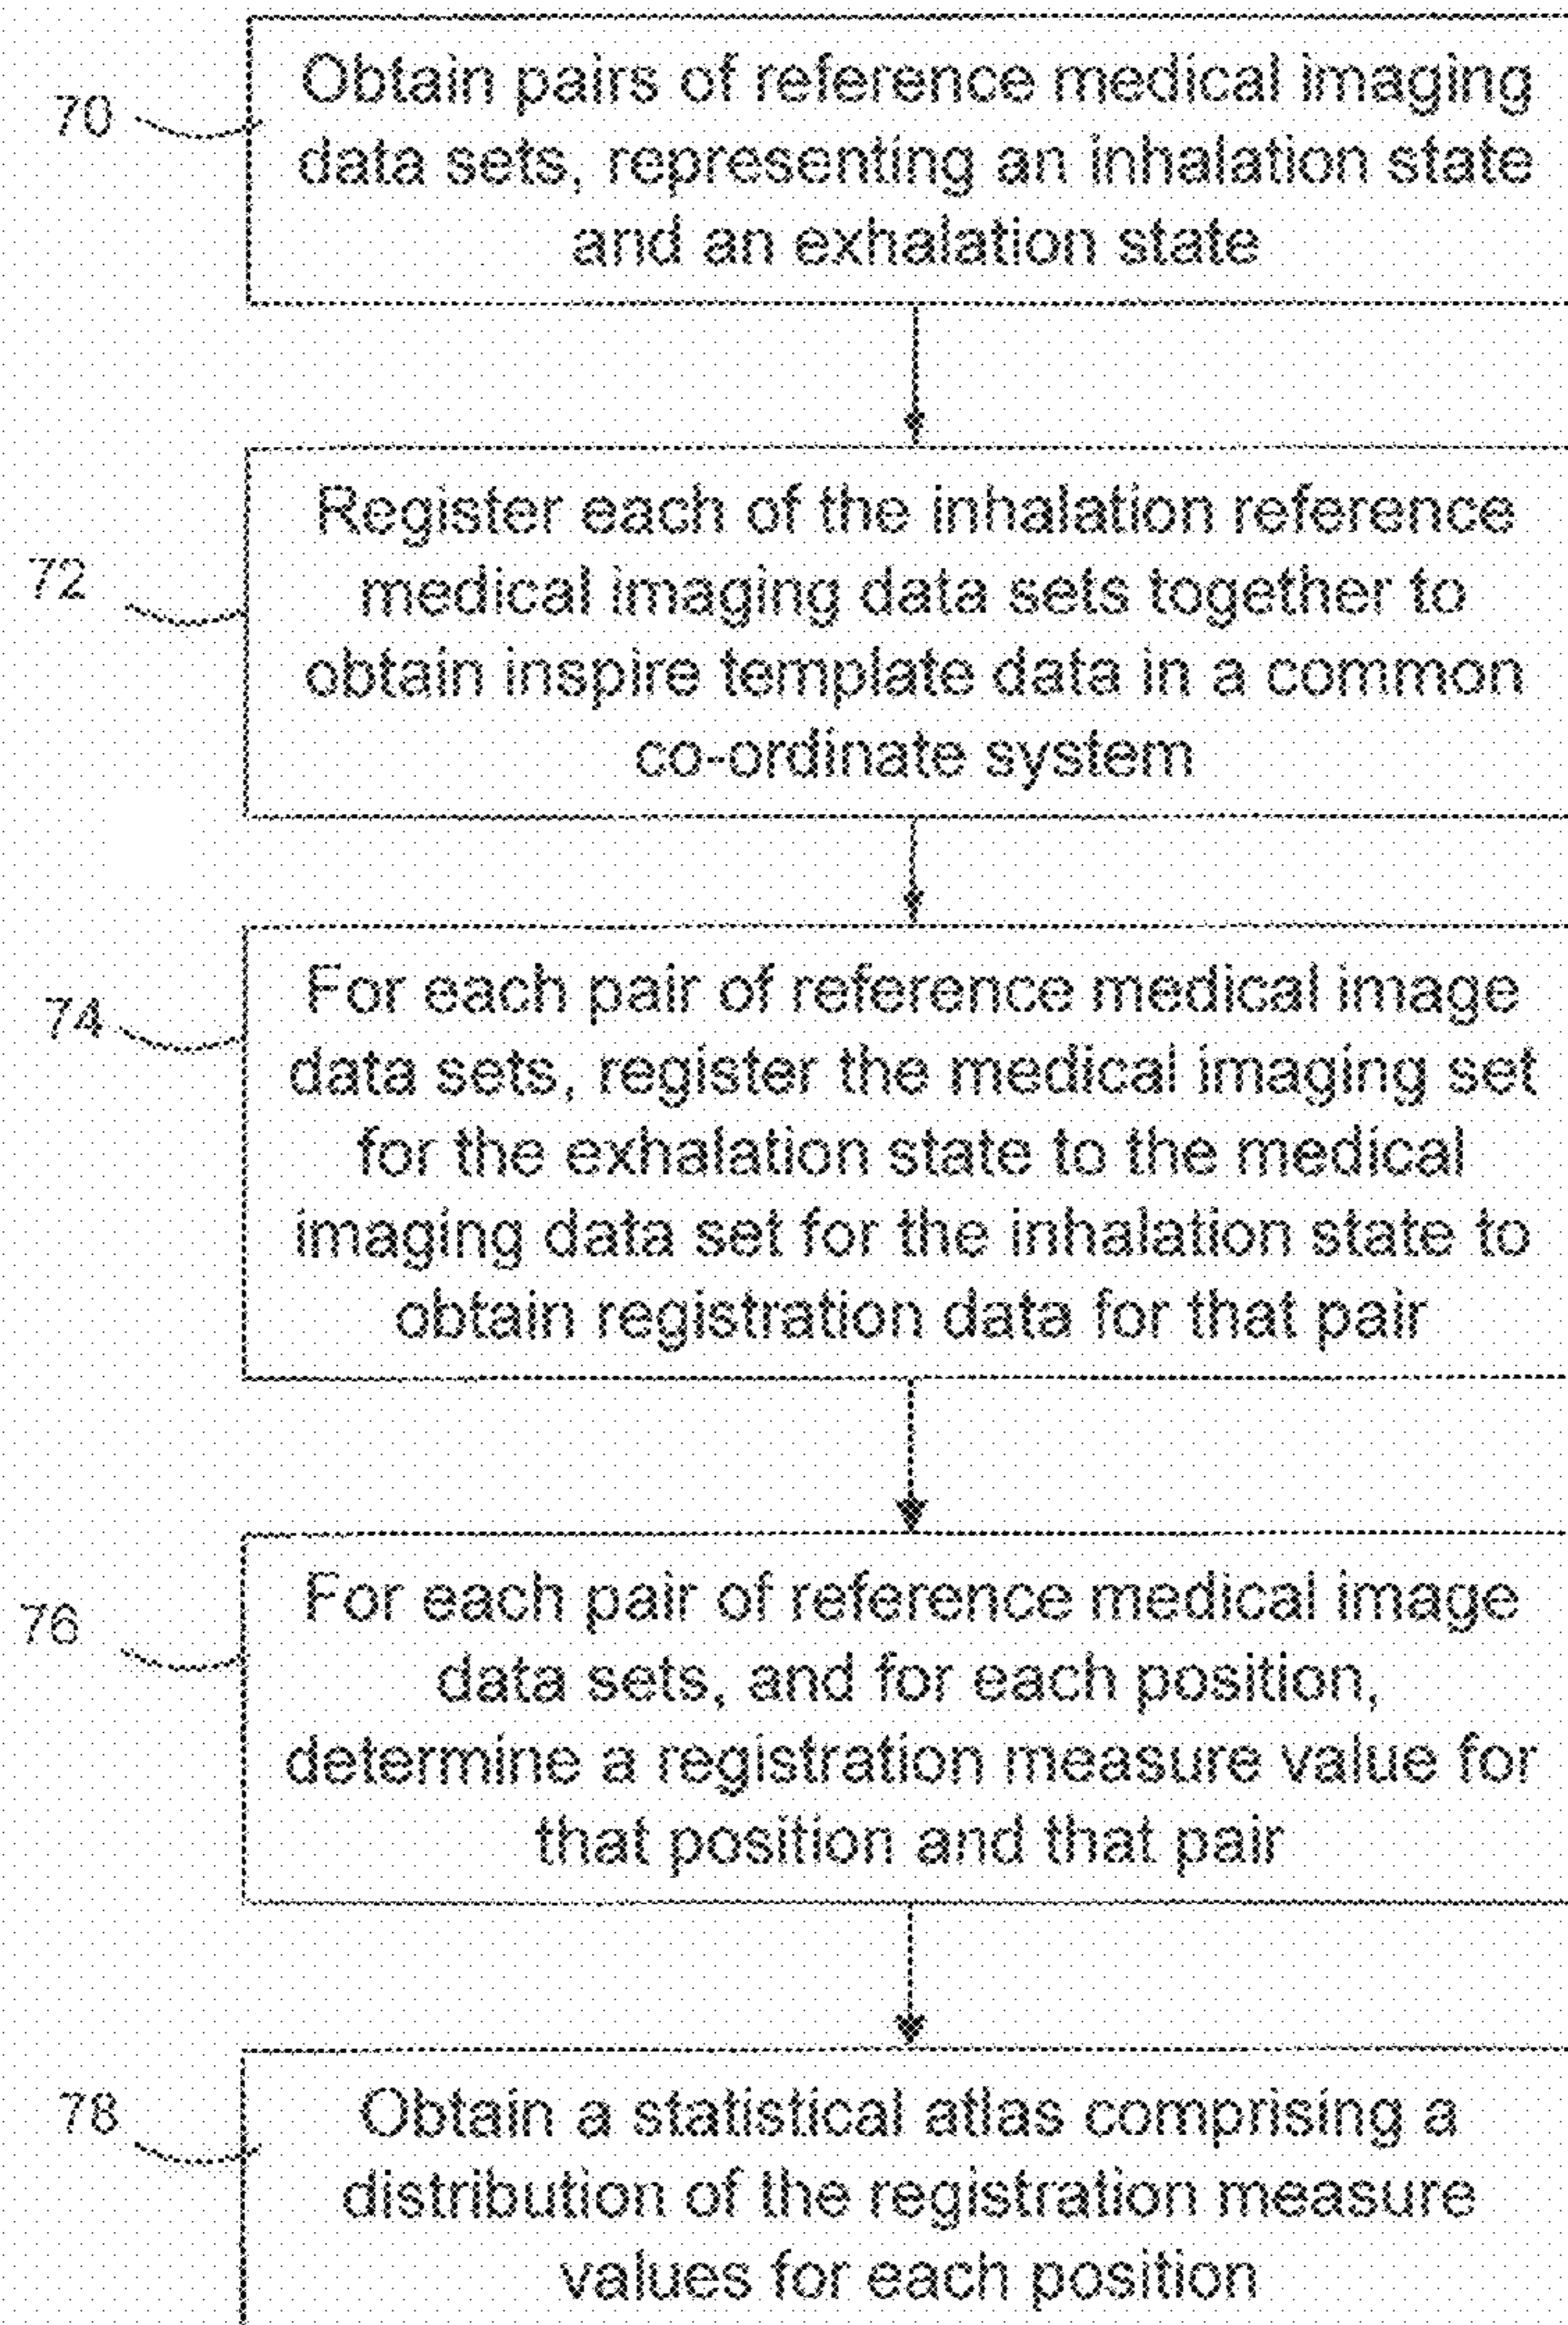 70
Obtain pairs of reference medical imaging
data sets, representing an inhalation state
and an exhalation state
72
Register each of the inhalation reference
medical imaging data sets together to
obtain inspire template data in a common
co-ordinate system
74
For each pair of reference medical image
data sets, register the medical imaging set
for the exhalation state to the medical
imaging data set for the inhalation state to
obtain registration data for that pair
76
For each pair of reference medical image
data sets, and for each position,
determine a registration measure value for
that position and that pair
78
Obtain a statistical atlas comprising a
distribution of the registration measure
values for each position